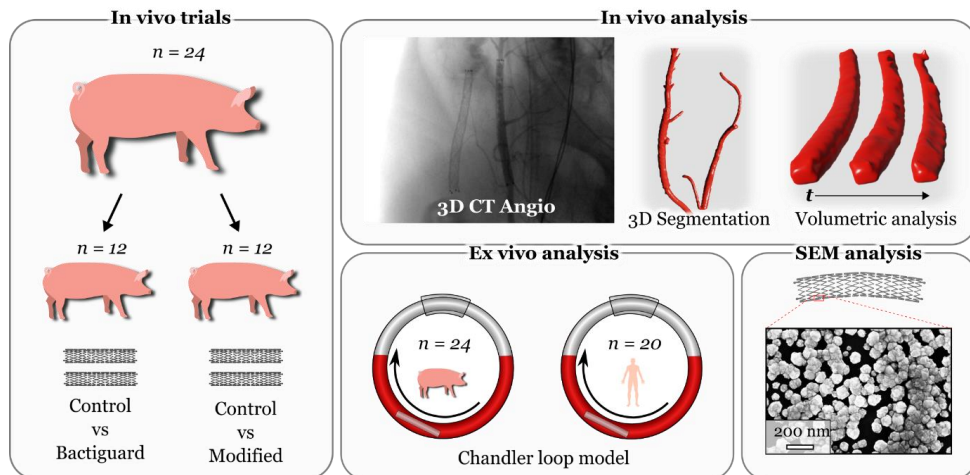 In vivo trials
n = 24
n = 12
n = 12
Control
vs
Bactiguard
Control
vs
Modified
In vivo analysis
3D CT Angio
3D Segmentation
t
Volumetric analysis
Ex vivo analysis
n = 24
n = 20
Chandler loop model
SEM analysis
200 nm